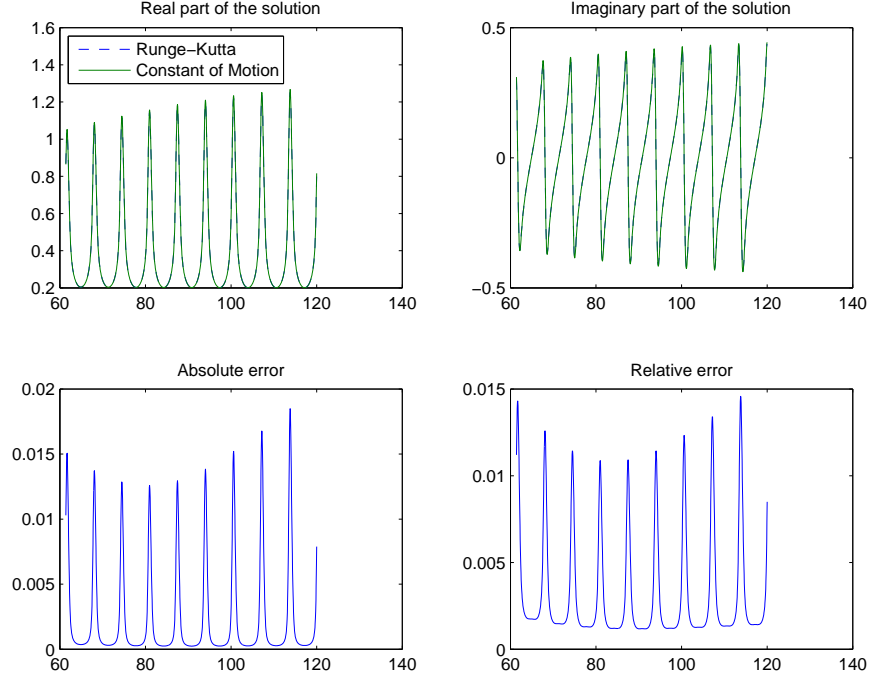 Real part of the solution
1.6
1.4
1.2
1
0.8
0.6
0.4
0.2
60 80 100 120 140
Runge−Kutta
Constant of Motion
Imaginary part of the solution
0.5
0
−0.5
60 80 100 120 140
Absolute error
0.02
0.015
0.01
0.005
0
60 80 100 120 140
Relative error
0.015
0.01
0.005
0
60 80 100 120 140